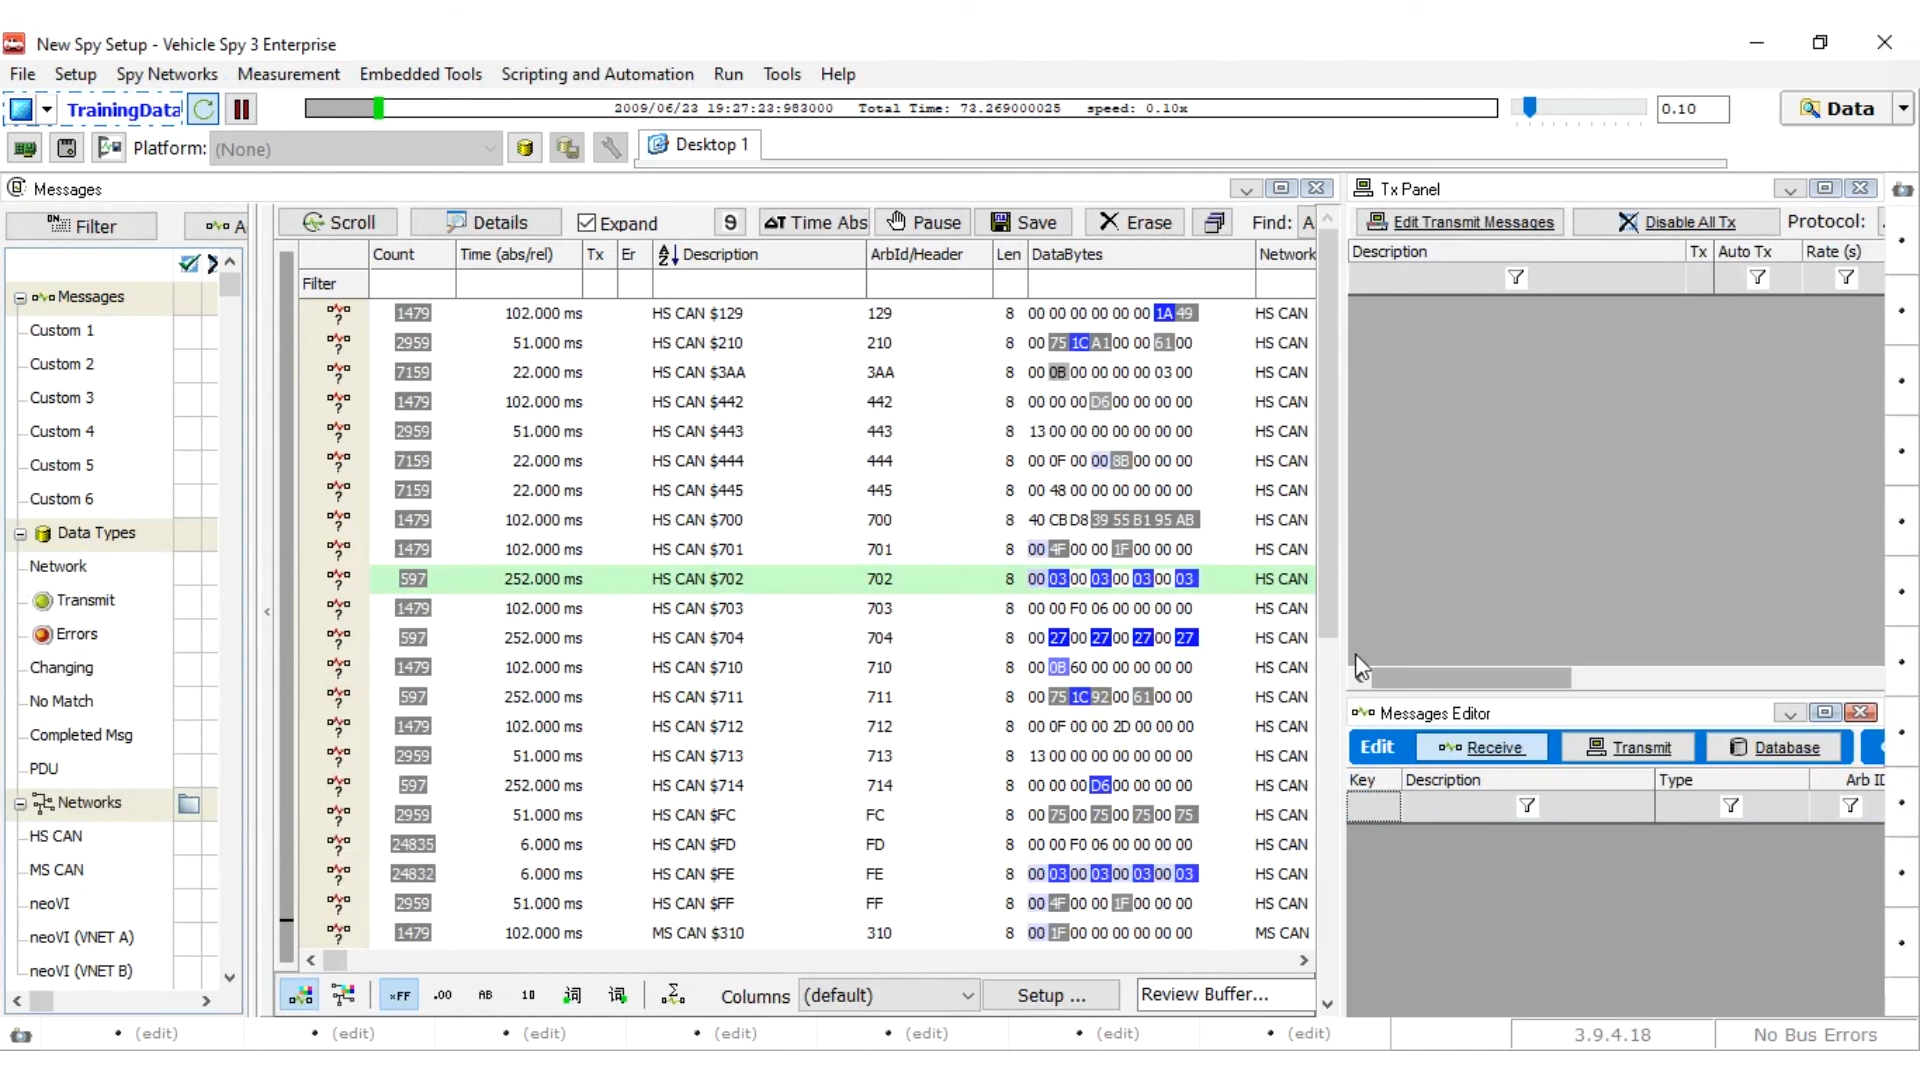 New Spy Setup - Vehicle Spy 3 Enterprise
File Setup Spy Networks Measurement Embedded Tools Scripting and Automation Run Tools Help
TrainingData 2009/06/23 19:27:23:983000 Total Time: 73.269000025 speed: 0.10x 0.10 Data
Platform: (None) Desktop 1
Messages
Filter A
Messages
Custom 1
Custom 2
Custom 3
Custom 4
Custom 5
Custom 6
Data Types
Network
Transmit
Errors
Changing
No Match
Completed Msg
PDU
Networks
HS CAN
MS CAN
neoVI
neoVI (VNET A)
neoVI (VNET B)
Scroll Details Expand 9 ΔT Time Abs Pause Save Erase Find: A
Count Time (abs/rel) Tx Er AZ Description ArbId/Header Len DataBytes Network
Filter
1479 102.000 ms HS CAN $129 129 8 00 00 00 00 00 00 1A 49 HS CAN
2959 51.000 ms HS CAN $210 210 8 00 75 1C A1 00 00 61 00 HS CAN
7159 22.000 ms HS CAN $3AA 3AA 8 00 0B 00 00 00 00 03 00 HS CAN
1479 102.000 ms HS CAN $442 442 8 00 00 00 D6 00 00 00 00 HS CAN
2959 51.000 ms HS CAN $443 443 8 13 00 00 00 00 00 00 00 HS CAN
7159 22.000 ms HS CAN $444 444 8 00 0F 00 00 8B 00 00 00 HS CAN
7159 22.000 ms HS CAN $445 445 8 00 48 00 00 00 00 00 00 HS CAN
1479 102.000 ms HS CAN $700 700 8 40 CB D8 39 55 B1 95 AB HS CAN
1479 102.000 ms HS CAN $701 701 8 00 4F 00 00 1F 00 00 00 HS CAN
597 252.000 ms HS CAN $702 702 8 00 03 00 03 00 03 00 03 HS CAN
1479 102.000 ms HS CAN $703 703 8 00 00 F0 06 00 00 00 00 HS CAN
597 252.000 ms HS CAN $704 704 8 00 27 00 27 00 27 00 27 HS CAN
1479 102.000 ms HS CAN $710 710 8 00 0B 60 00 00 00 00 00 HS CAN
597 252.000 ms HS CAN $711 711 8 00 75 1C 92 00 61 00 00 HS CAN
1479 102.000 ms HS CAN $712 712 8 00 0F 00 00 2D 00 00 00 HS CAN
2959 51.000 ms HS CAN $713 713 8 13 00 00 00 00 00 00 00 HS CAN
597 252.000 ms HS CAN $714 714 8 00 00 00 D6 00 00 00 00 HS CAN
2959 51.000 ms HS CAN $FC FC 8 00 75 00 75 00 75 00 75 HS CAN
24835 6.000 ms HS CAN $FD FD 8 00 00 F0 06 00 00 00 00 HS CAN
24832 6.000 ms HS CAN $FE FE 8 00 03 00 03 00 03 00 03 HS CAN
2959 51.000 ms HS CAN $FF FF 8 00 4F 00 00 1F 00 00 00 HS CAN
1479 102.000 ms MS CAN $310 310 8 00 1F 00 00 00 00 00 00 MS CAN
xFF .00 AB 10 词 词 Columns (default) Setup ... Review Buffer...
Tx Panel
Edit Transmit Messages Disable All Tx Protocol:
Description Tx Auto Tx Rate (s)
Messages Editor
Edit Receive Transmit Database
Key Description Type Arb ID
(edit) (edit) (edit) (edit) (edit) (edit) (edit) 3.9.4.18 No Bus Errors